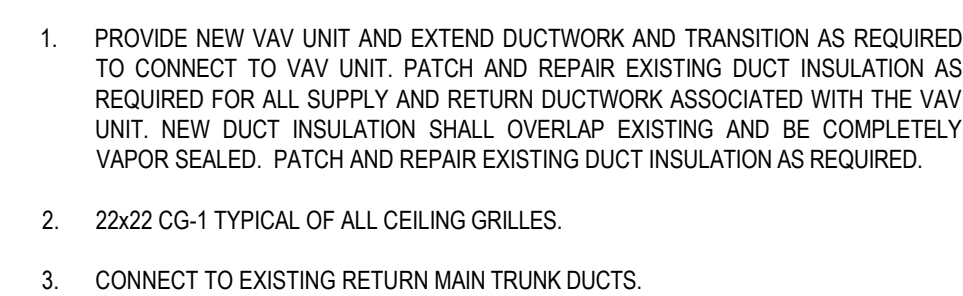 1. PROVIDE NEW VAV UNIT AND EXTEND DUCTWORK AND TRANSITION AS REQUIRED
TO CONNECT TO VAV UNIT. PATCH AND REPAIR EXISTING DUCT INSULATION AS
REQUIRED FOR ALL SUPPLY AND RETURN DUCTWORK ASSOCIATED WITH THE VAV
UNIT. NEW DUCT INSULATION SHALL OVERLAP EXISTING AND BE COMPLETELY
VAPOR SEALED. PATCH AND REPAIR EXISTING DUCT INSULATION AS REQUIRED.
2. 22x22 CG-1 TYPICAL OF ALL CEILING GRILLES.
3. CONNECT TO EXISTING RETURN MAIN TRUNK DUCTS.